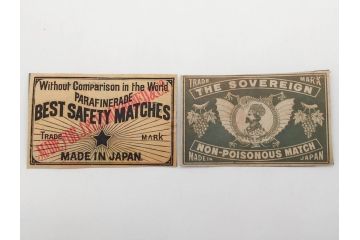 Without Comparison in the World
PARAFINERADE
BEST SAFETY MATCHES
TRADE MARK
MADE IN JAPAN
TRADE MARK
THE SOVEREIGN
NON-POISONOUS MATCH
MADE IN JAPAN